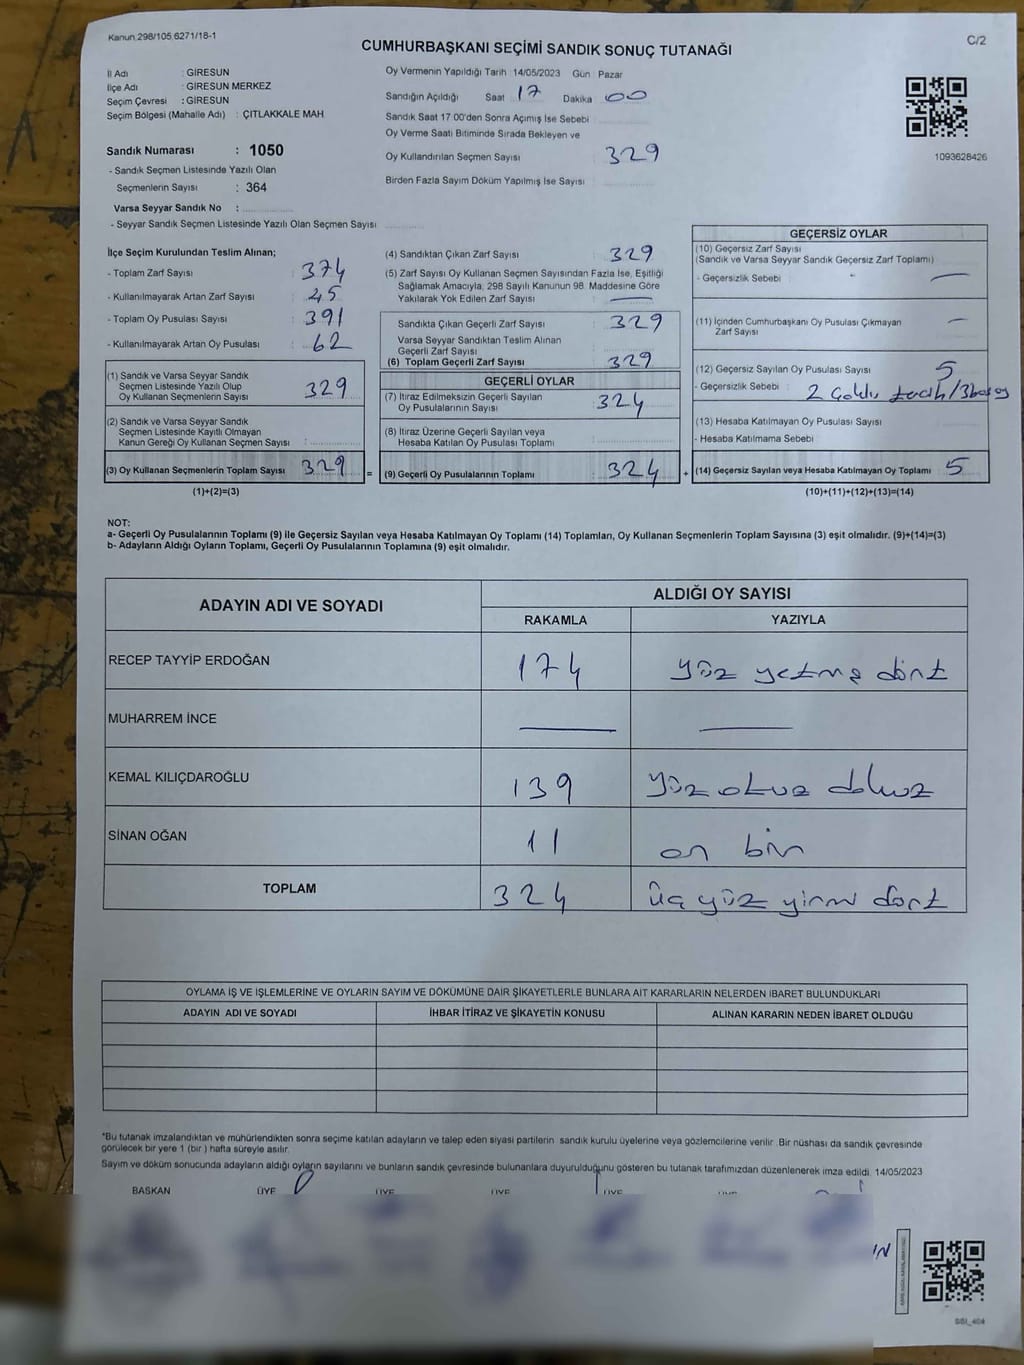 Kanun.298/105,6271/18-1
C/2
CUMHURBAŞKANI SEÇİMİ SANDIK SONUÇ TUTANAĞI
İl Adı : GİRESUN
İlçe Adı : GİRESUN MERKEZ
Seçim Çevresi : GİRESUN
Seçim Bölgesi (Mahalle Adı) : ÇITLAKKALE MAH
Sandık Numarası : 1050
- Sandık Seçmen Listesinde Yazılı Olan
Seçmenlerin Sayısı : 364
Varsa Seyyar Sandık No :
- Seyyar Sandık Seçmen Listesinde Yazılı Olan Seçmen Sayısı
Oy Vermenin Yapıldığı Tarih 14/05/2023 Gün : Pazar
Sandığın Açıldığı Saat 17 Dakika 00
Sandık Saat 17:00'den Sonra Açılmış İse Sebebi :
Oy Verme Saati Bitiminde Sırada Bekleyen ve
Oy Kullandırılan Seçmen Sayısı : 329
Birden Fazla Sayım Döküm Yapılmış İse Sayısı :
1093628426
İlçe Seçim Kurulundan Teslim Alınan;
- Toplam Zarf Sayısı : 374
- Kullanılmayarak Artan Zarf Sayısı : 45
- Toplam Oy Pusulası Sayısı : 391
- Kullanılmayarak Artan Oy Pusulası : 62
(1) Sandık ve Varsa Seyyar Sandık
Seçmen Listesinde Yazılı Olup
Oy Kullanan Seçmenlerin Sayısı : 329
(2) Sandık ve Varsa Seyyar Sandık
Seçmen Listesinde Kayıtlı Olmayan
Kanun Gereği Oy Kullanan Seçmen Sayısı :
(3) Oy Kullanan Seçmenlerin Toplam Sayısı : 329 =
(1)+(2)=(3)
(4) Sandıktan Çıkan Zarf Sayısı : 329
(5) Zarf Sayısı Oy Kullanan Seçmen Sayısından Fazla İse, Eşitliği
Sağlamak Amacıyla, 298 Sayılı Kanunun 98. Maddesine Göre
Yakılarak Yok Edilen Zarf Sayısı : —
Sandıkta Çıkan Geçerli Zarf Sayısı : 329
Varsa Seyyar Sandıktan Teslim Alınan
Geçerli Zarf Sayısı :
(6) Toplam Geçerli Zarf Sayısı : 329
GEÇERLİ OYLAR
(7) İtiraz Edilmeksizin Geçerli Sayılan
Oy Pusulalarının Sayısı : 324
(8) İtiraz Üzerine Geçerli Sayılan veya
Hesaba Katılan Oy Pusulası Toplamı :
(9) Geçerli Oy Pusulalarının Toplamı : 324 +
GEÇERSİZ OYLAR
(10) Geçersiz Zarf Sayısı
(Sandık ve Varsa Seyyar Sandık Geçersiz Zarf Toplamı)
- Geçersizlik Sebebi : —
(11) İçinden Cumhurbaşkanı Oy Pusulası Çıkmayan
Zarf Sayısı : —
(12) Geçersiz Sayılan Oy Pusulası Sayısı : 5
- Geçersizlik Sebebi : 2
(13) Hesaba Katılmayan Oy Pusulası Sayısı :
- Hesaba Katılmama Sebebi :
(14) Geçersiz Sayılan veya Hesaba Katılmayan Oy Toplamı : 5
(10)+(11)+(12)+(13)=(14)
NOT:
a- Geçerli Oy Pusulalarının Toplamı (9) ile Geçersiz Sayılan veya Hesaba Katılmayan Oy Toplamı (14) Toplamları, Oy Kullanan Seçmenlerin Toplam Sayısına (3) eşit olmalıdır. (9)+(14)=(3)
b- Adayların Aldığı Oyların Toplamı, Geçerli Oy Pusulalarının Toplamına (9) eşit olmalıdır.
ADAYIN ADI VE SOYADI
ALDIĞI OY SAYISI
RAKAMLA YAZIYLA
RECEP TAYYİP ERDOĞAN 174 yüz yetmiş dört
MUHARREM İNCE — —
KEMAL KILIÇDAROĞLU 139 yüz otuz dokuz
SİNAN OĞAN 11 on bir
TOPLAM 324 üç yüz yirmi dört
OYLAMA İŞ VE İŞLEMLERİNE VE OYLARIN SAYIM VE DÖKÜMÜNE DAİR ŞİKAYETLERLE BUNLARA AİT KARARLARIN NELERDEN İBARET BULUNDUKLARI
ADAYIN ADI VE SOYADI İHBAR İTİRAZ VE ŞİKAYETİN KONUSU ALINAN KARARIN NEDEN İBARET OLDUĞU
*Bu tutanak imzalandıktan ve mühürlendikten sonra seçime katılan adayların ve talep eden siyasi partilerin sandık kurulu üyelerine veya gözlemcilerine verilir. Bir nüshası da sandık çevresinde
görülecek bir yere 1 (bir) hafta süreyle asılır.
Sayım ve döküm sonucunda adayların aldığı oyların sayılarını ve bunların sandık çevresinde bulunanlara duyurulduğunu gösteren bu tutanak tarafımızdan düzenlenerek imza edildi. 14/05/2023
BAŞKAN ÜYE ÜYE ÜYE ÜYE